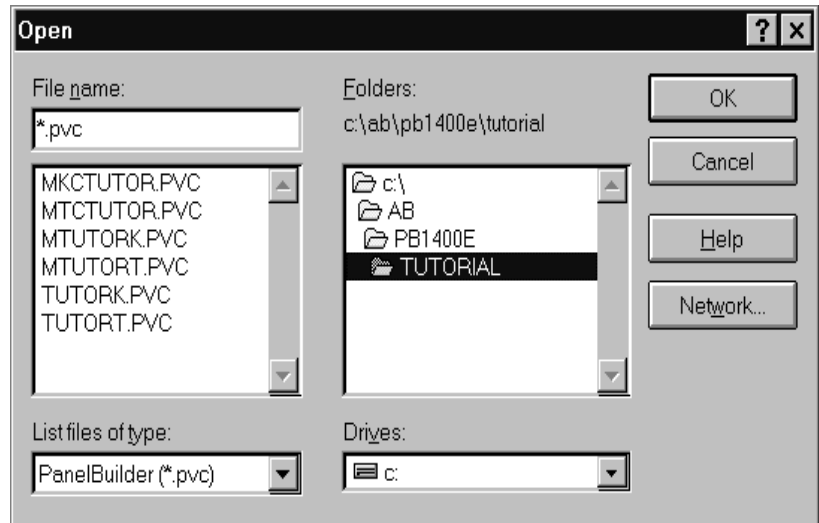 Open
? ×
File name:
*.pvc
MKCTUTOR.PVC
MTCTUTOR.PVC
MTUTORK.PVC
MTUTORT.PVC
TUTORK.PVC
TUTORT.PVC
List files of type:
PanelBuilder (*.pvc)
Folders:
c:\ab\pb1400e\tutorial
c:\
AB
PB1400E
TUTORIAL
Drives:
c:
OK
Cancel
Help
Network...